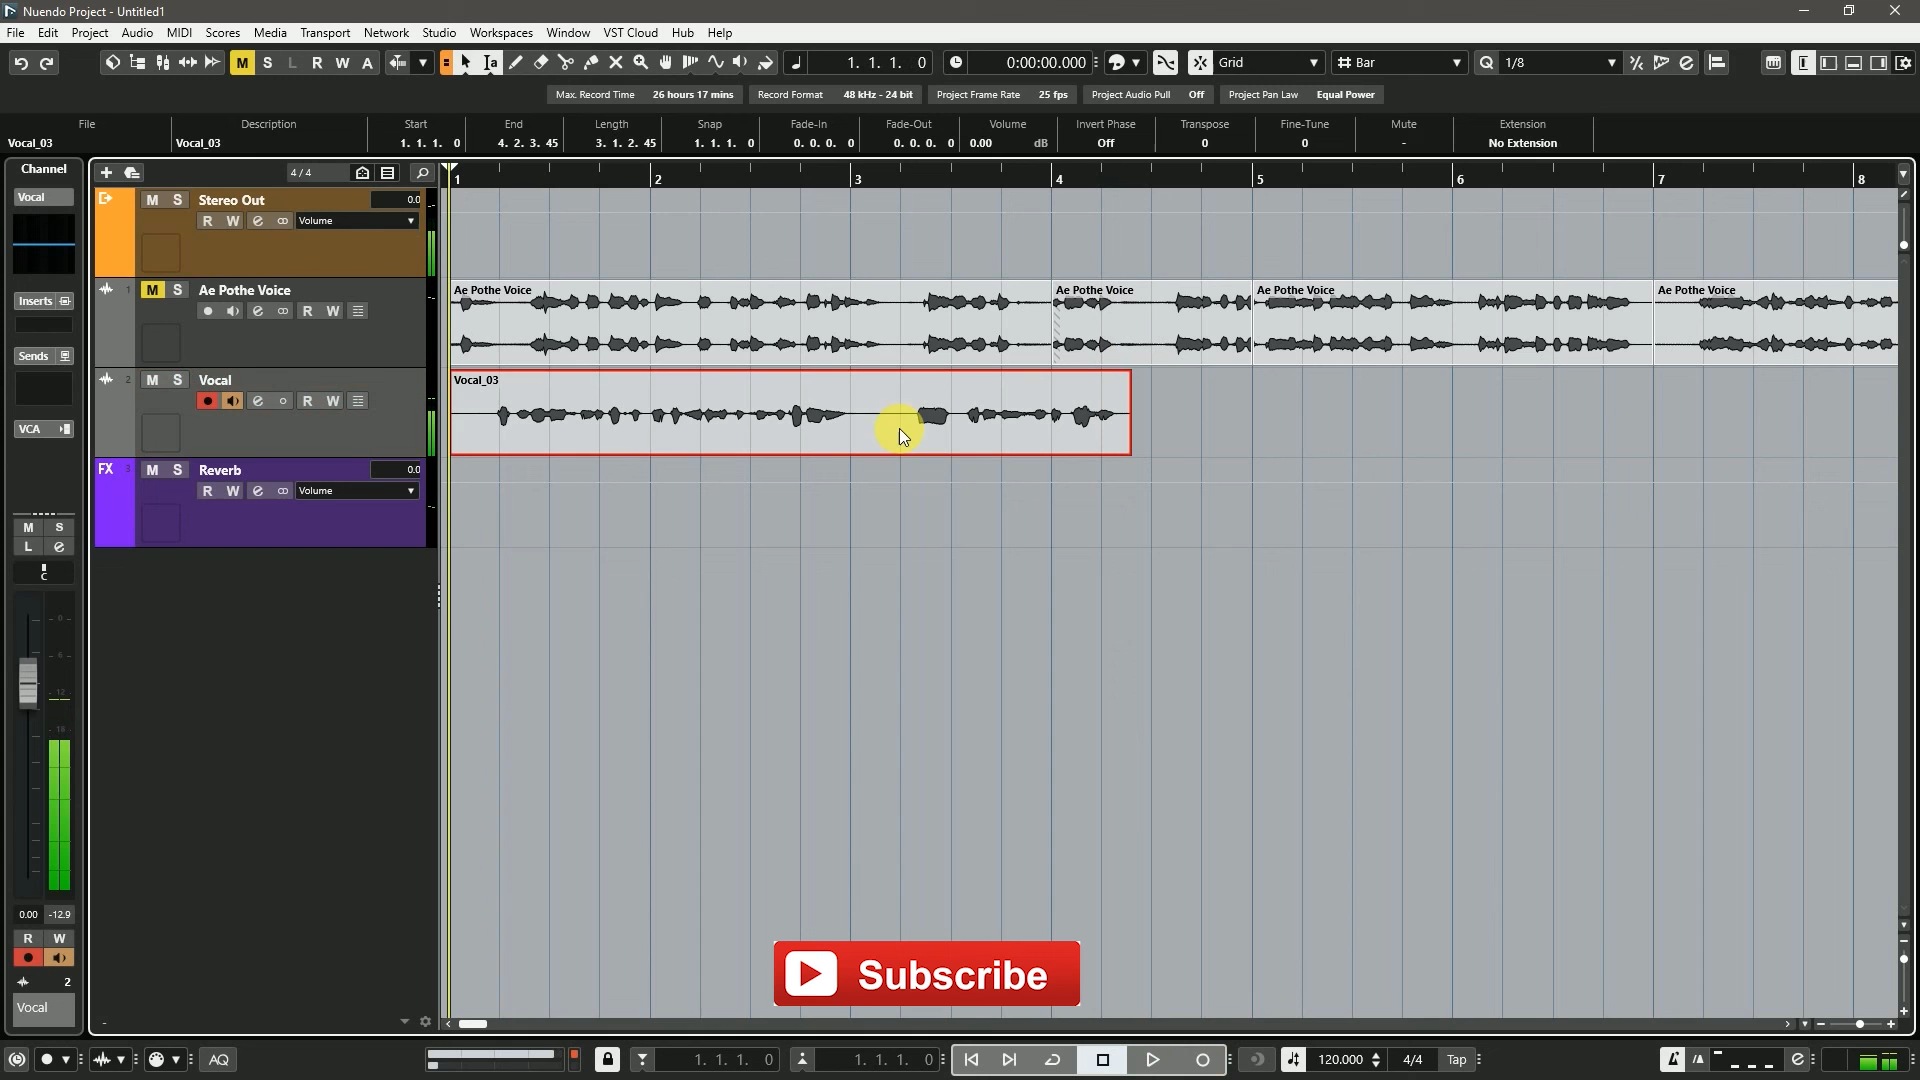 Nuendo Project - Untitled1
File Edit Project Audio MIDI Scores Media Transport Network Studio Workspaces Window VST Cloud Hub Help
M S L R W A 1. 1. 1. 0 0:00:00.000 Grid Bar Q 1/8
Max. Record Time 26 hours 17 mins Record Format 48 kHz - 24 bit Project Frame Rate 25 fps Project Audio Pull Off Project Pan Law Equal Power
File Description Start End Length Snap Fade-In Fade-Out Volume Invert Phase Transpose Fine-Tune Mute Extension
Vocal_03 Vocal_03 1. 1. 1. 0 4. 2. 3. 45 3. 1. 2. 45 1. 1. 1. 0 0. 0. 0. 0 0. 0. 0. 0 0.00 dB Off 0 0 - No Extension
Channel 4 / 4
1 2 3 4 5 6 7 8
Vocal M S Stereo Out 0.0
R W Volume
Inserts 1 M S Ae Pothe Voice Ae Pothe Voice Ae Pothe Voice Ae Pothe Voice Ae Pothe Voice
R W
Sends
2 M S Vocal Vocal_03
R W
VCA
FX 3 M S Reverb 0.0
R W Volume
M S
L
C
0.00 -12.9
R W
2
Vocal
Subscribe
AQ 1. 1. 1. 0 1. 1. 1. 0 120.000 4/4 Tap